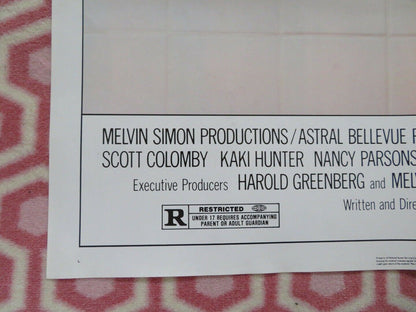 MELVIN SIMON PRODUCTIONS/ASTRAL BELLEVUE
SCOTT COLOMBY KAKI HUNTER NANCY PARSONS
Executive Producers HAROLD GREENBERG and MEL
Written and Dire
R RESTRICTED
UNDER 17 REQUIRES ACCOMPANYING
PARENT OR ADULT GUARDIAN